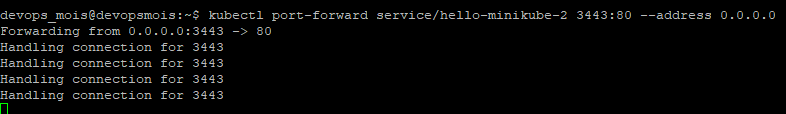 devops_mois@devopsmois:~$ kubectl port-forward service/hello-minikube-2 3443:80 --address 0.0.0.0
Forwarding from 0.0.0.0:3443 -> 80
Handling connection for 3443
Handling connection for 3443
Handling connection for 3443
Handling connection for 3443